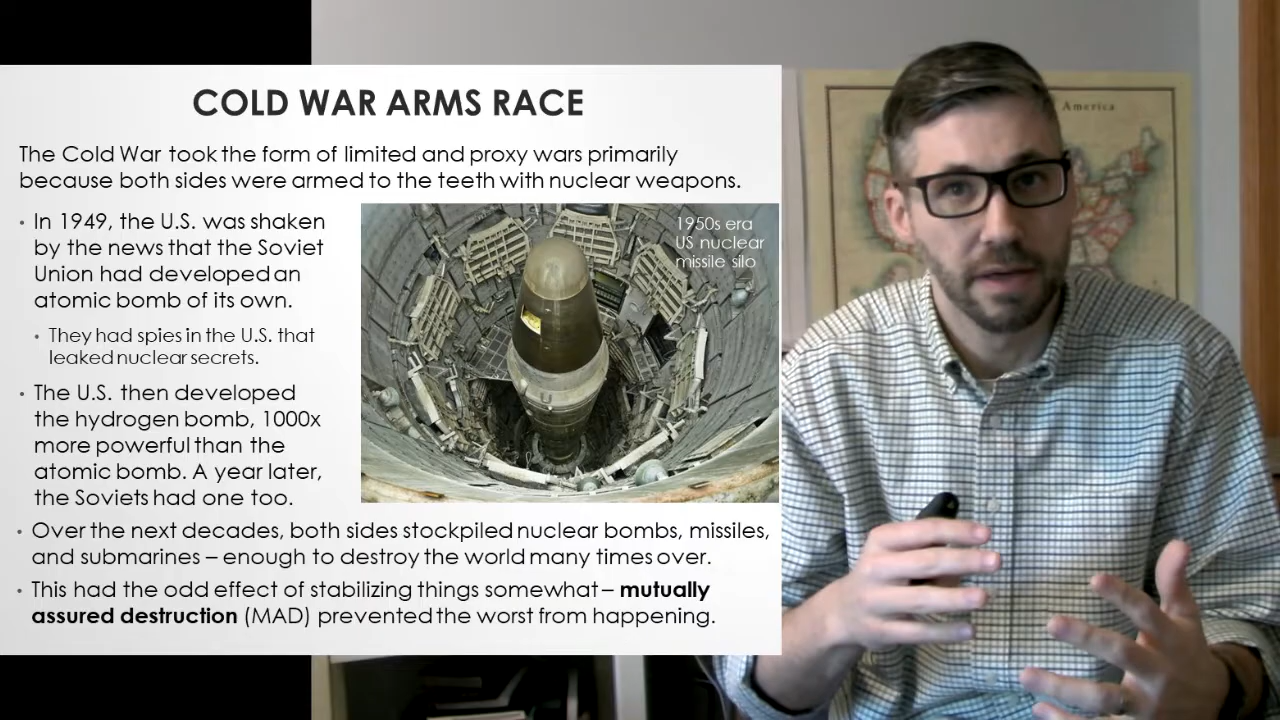 COLD WAR ARMS RACE
The Cold War took the form of limited and proxy wars primarily
because both sides were armed to the teeth with nuclear weapons.
• In 1949, the U.S. was shaken
by the news that the Soviet
Union had developed an
atomic bomb of its own.
• They had spies in the U.S. that
leaked nuclear secrets.
• The U.S. then developed
the hydrogen bomb, 1000x
more powerful than the
atomic bomb. A year later,
the Soviets had one too.
1950s era
US nuclear
missile silo
• Over the next decades, both sides stockpiled nuclear bombs, missiles,
and submarines – enough to destroy the world many times over.
• This had the odd effect of stabilizing things somewhat – mutually
assured destruction (MAD) prevented the worst from happening.
America